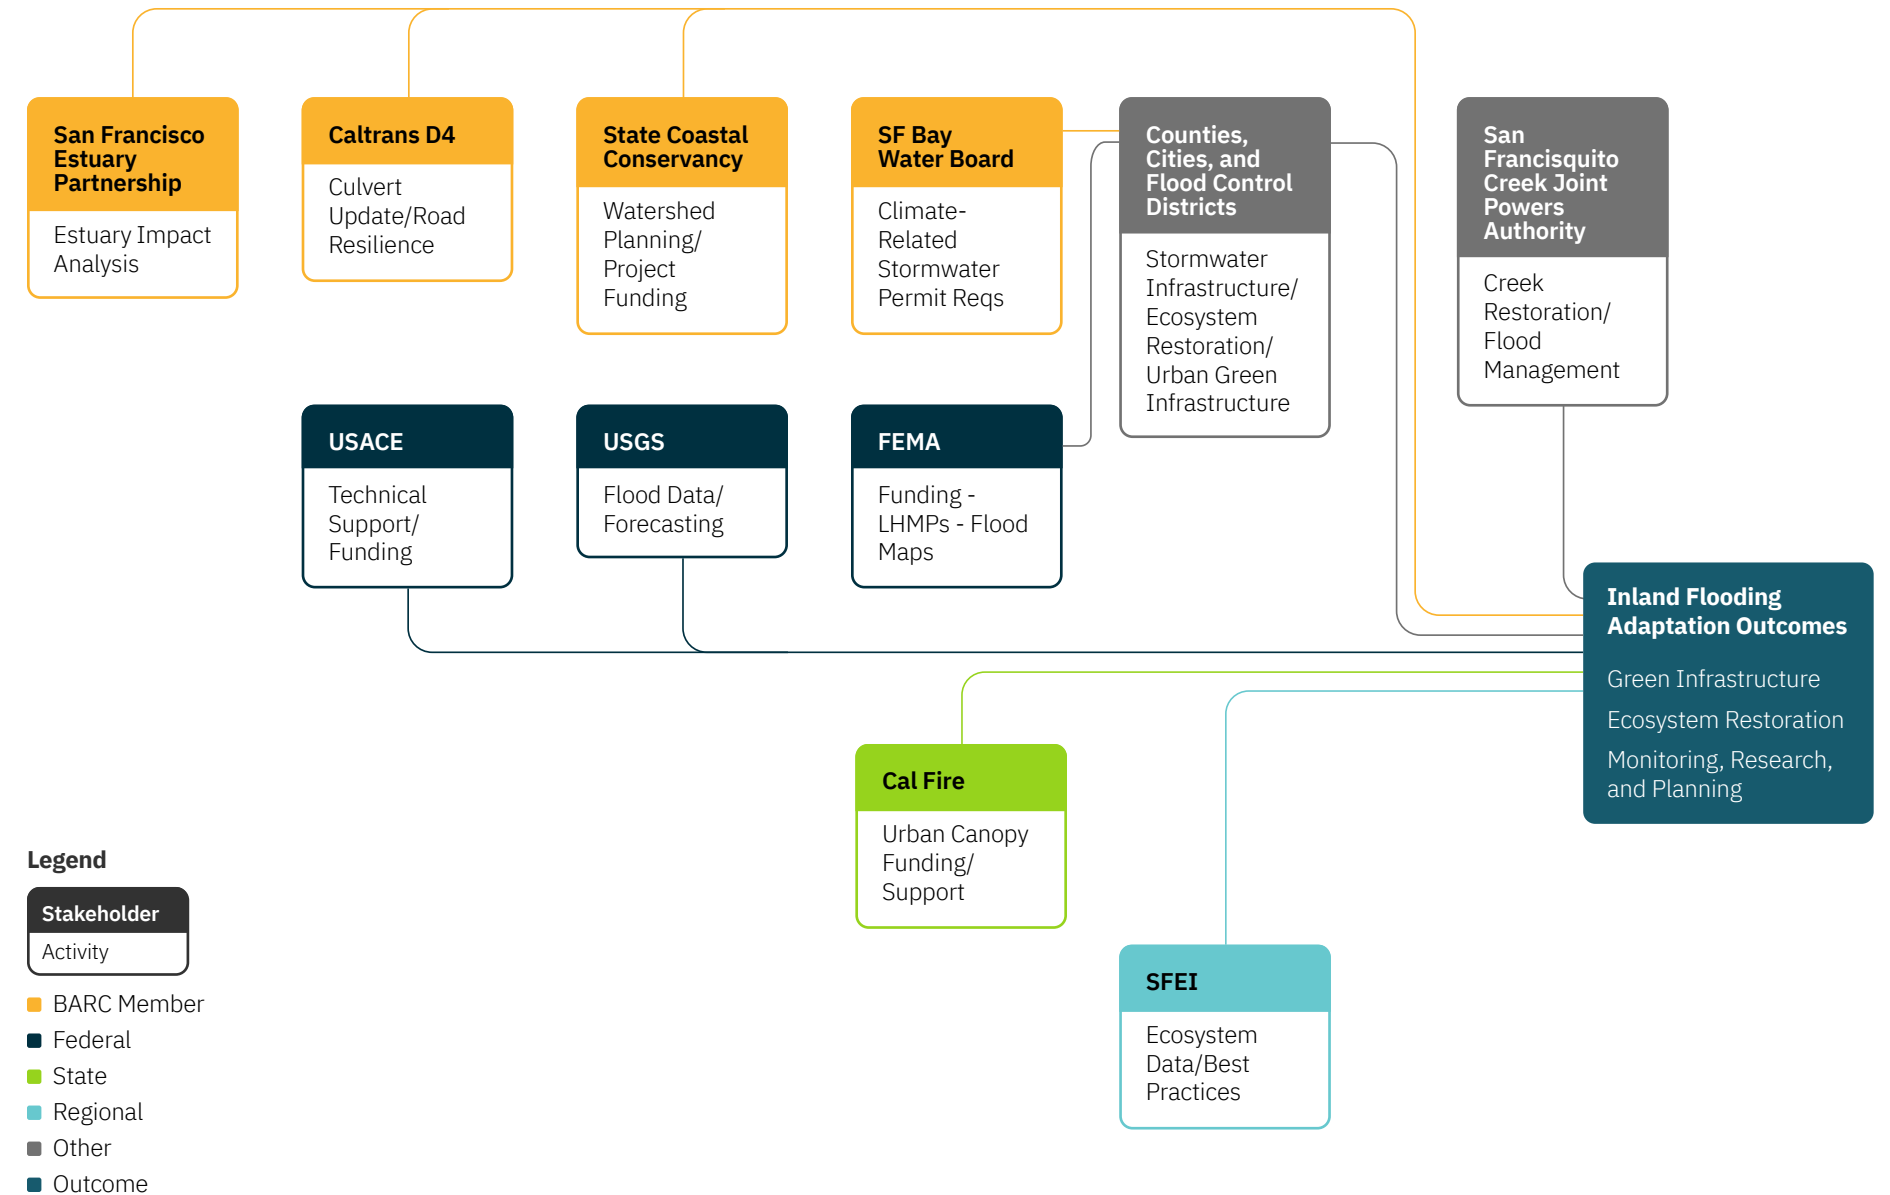 San Francisco
Estuary
Partnership
Estuary Impact
Analysis
Caltrans D4
Culvert
Update/Road
Resilience
State Coastal
Conservancy
Watershed
Planning/
Project
Funding
SF Bay
Water Board
Climate-
Related
Stormwater
Permit Reqs
Counties,
Cities, and
Flood Control
Districts
Stormwater
Infrastructure/
Ecosystem
Restoration/
Urban Green
Infrastructure
San
Francisquito
Creek Joint
Powers
Authority
Creek
Restoration/
Flood
Management
USACE
Technical
Support/
Funding
USGS
Flood Data/
Forecasting
FEMA
Funding -
LHMPs - Flood
Maps
Inland Flooding
Adaptation Outcomes
Green Infrastructure
Ecosystem Restoration
Monitoring, Research,
and Planning
Cal Fire
Urban Canopy
Funding/
Support
SFEI
Ecosystem
Data/Best
Practices
Legend
Stakeholder
Activity
BARC Member
Federal
State
Regional
Other
Outcome